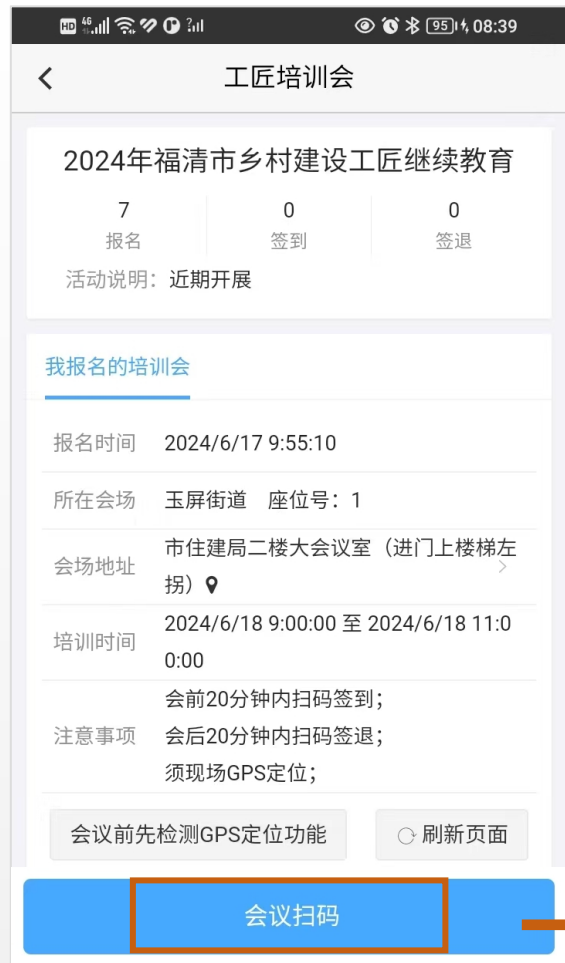 HD 46 95 08:39
工匠培训会
2024年福清市乡村建设工匠继续教育
7 0 0
报名 签到 签退
活动说明：近期开展
我报名的培训会
报名时间 2024/6/17 9:55:10
所在会场 玉屏街道 座位号：1
会场地址 市住建局二楼大会议室（进门上楼梯左
拐）
培训时间 2024/6/18 9:00:00 至 2024/6/18 11:0
0:00
会前20分钟内扫码签到；
注意事项 会后20分钟内扫码签退；
须现场GPS定位；
会议前先检测GPS定位功能 刷新页面
会议扫码